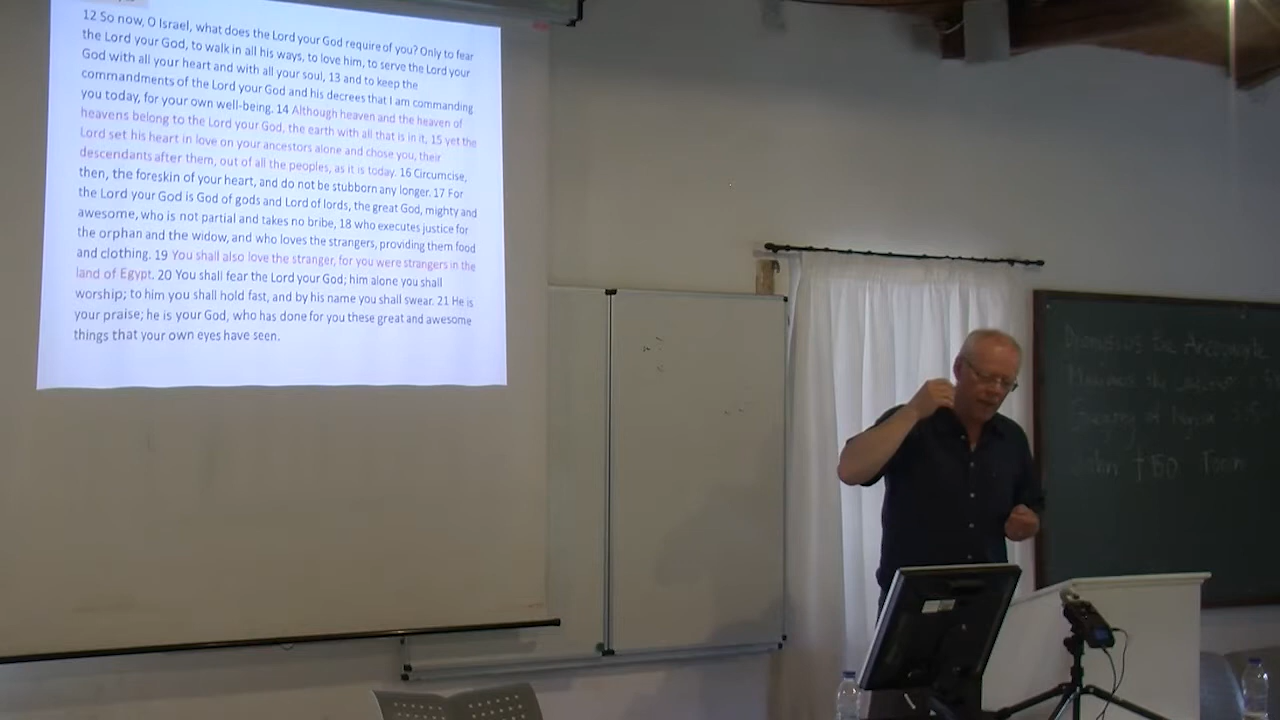 12 So now, O Israel, what does the Lord your God require of you? Only to fear
the Lord your God, to walk in all his ways, to love him, to serve the Lord your
God with all your heart and with all your soul, 13 and to keep the
commandments of the Lord your God and his decrees that I am commanding
you today, for your own well-being. 14 Although heaven and the heaven of
heavens belong to the Lord your God, the earth with all that is in it, 15 yet the
Lord set his heart in love on your ancestors alone and chose you, their
descendants after them, out of all the peoples, as it is today. 16 Circumcise,
then, the foreskin of your heart, and do not be stubborn any longer. 17 For
the Lord your God is God of gods and Lord of lords, the great God, mighty and
awesome, who is not partial and takes no bribe, 18 who executes justice for
the orphan and the widow, and who loves the strangers, providing them food
and clothing. 19 You shall also love the stranger, for you were strangers in the
land of Egypt. 20 You shall fear the Lord your God; him alone you shall
worship; to him you shall hold fast, and by his name you shall swear. 21 He is
your praise; he is your God, who has done for you these great and awesome
things that your own eyes have seen.
Dionysius the Areopagite
Maximus the
Gregory of Nyssa
John